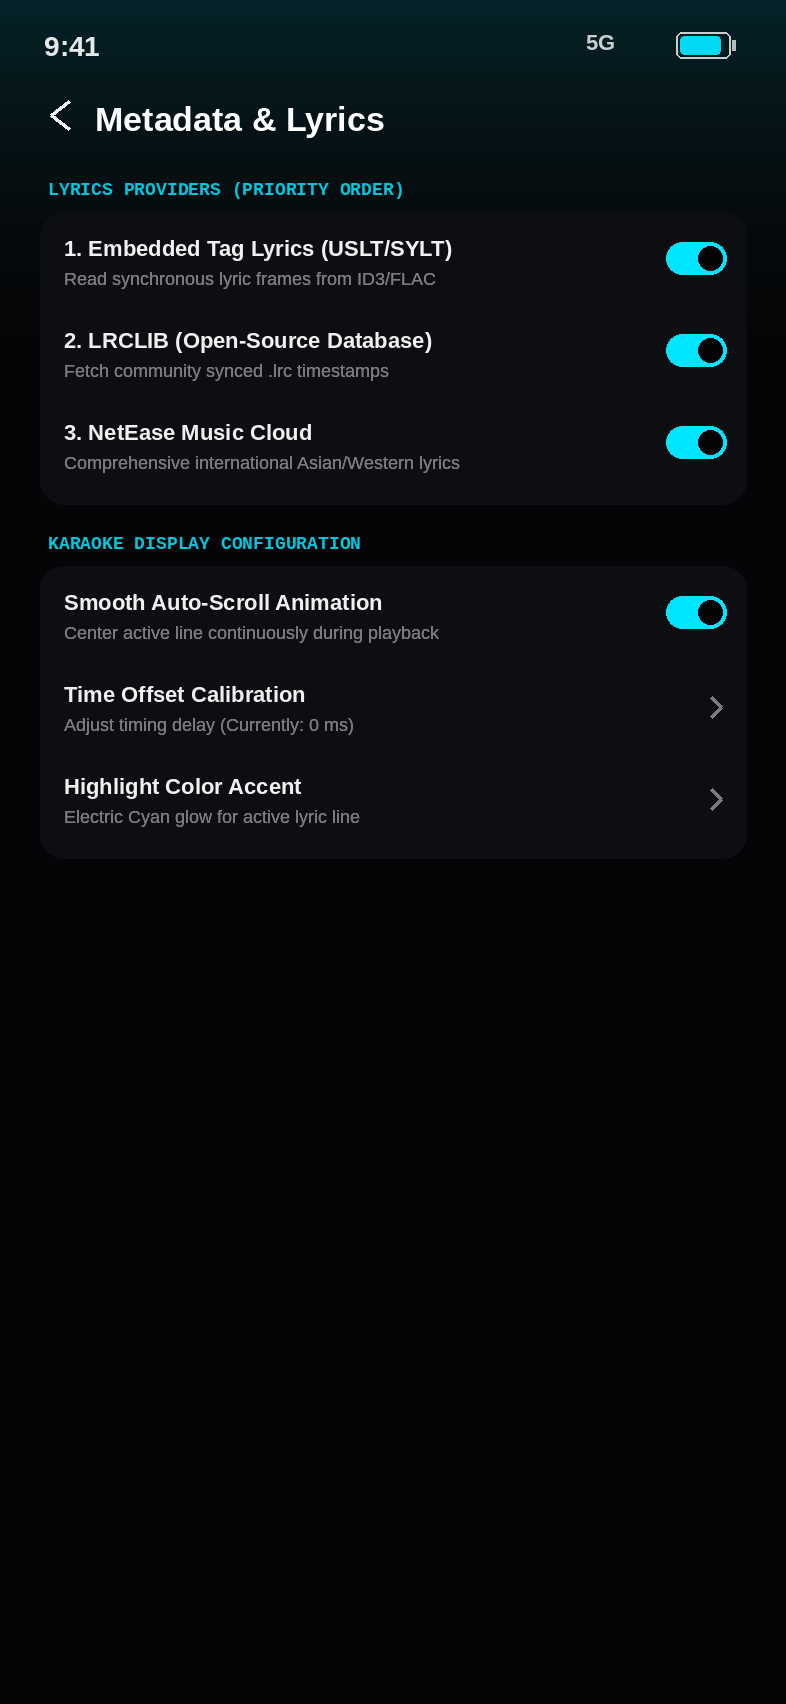 9:41
5G
Metadata & Lyrics
LYRICS PROVIDERS (PRIORITY ORDER)
1. Embedded Tag Lyrics (USLT/SYLT)
Read synchronous lyric frames from ID3/FLAC
2. LRCLIB (Open-Source Database)
Fetch community synced .lrc timestamps
3. NetEase Music Cloud
Comprehensive international Asian/Western lyrics
KARAOKE DISPLAY CONFIGURATION
Smooth Auto-Scroll Animation
Center active line continuously during playback
Time Offset Calibration
Adjust timing delay (Currently: 0 ms)
Highlight Color Accent
Electric Cyan glow for active lyric line